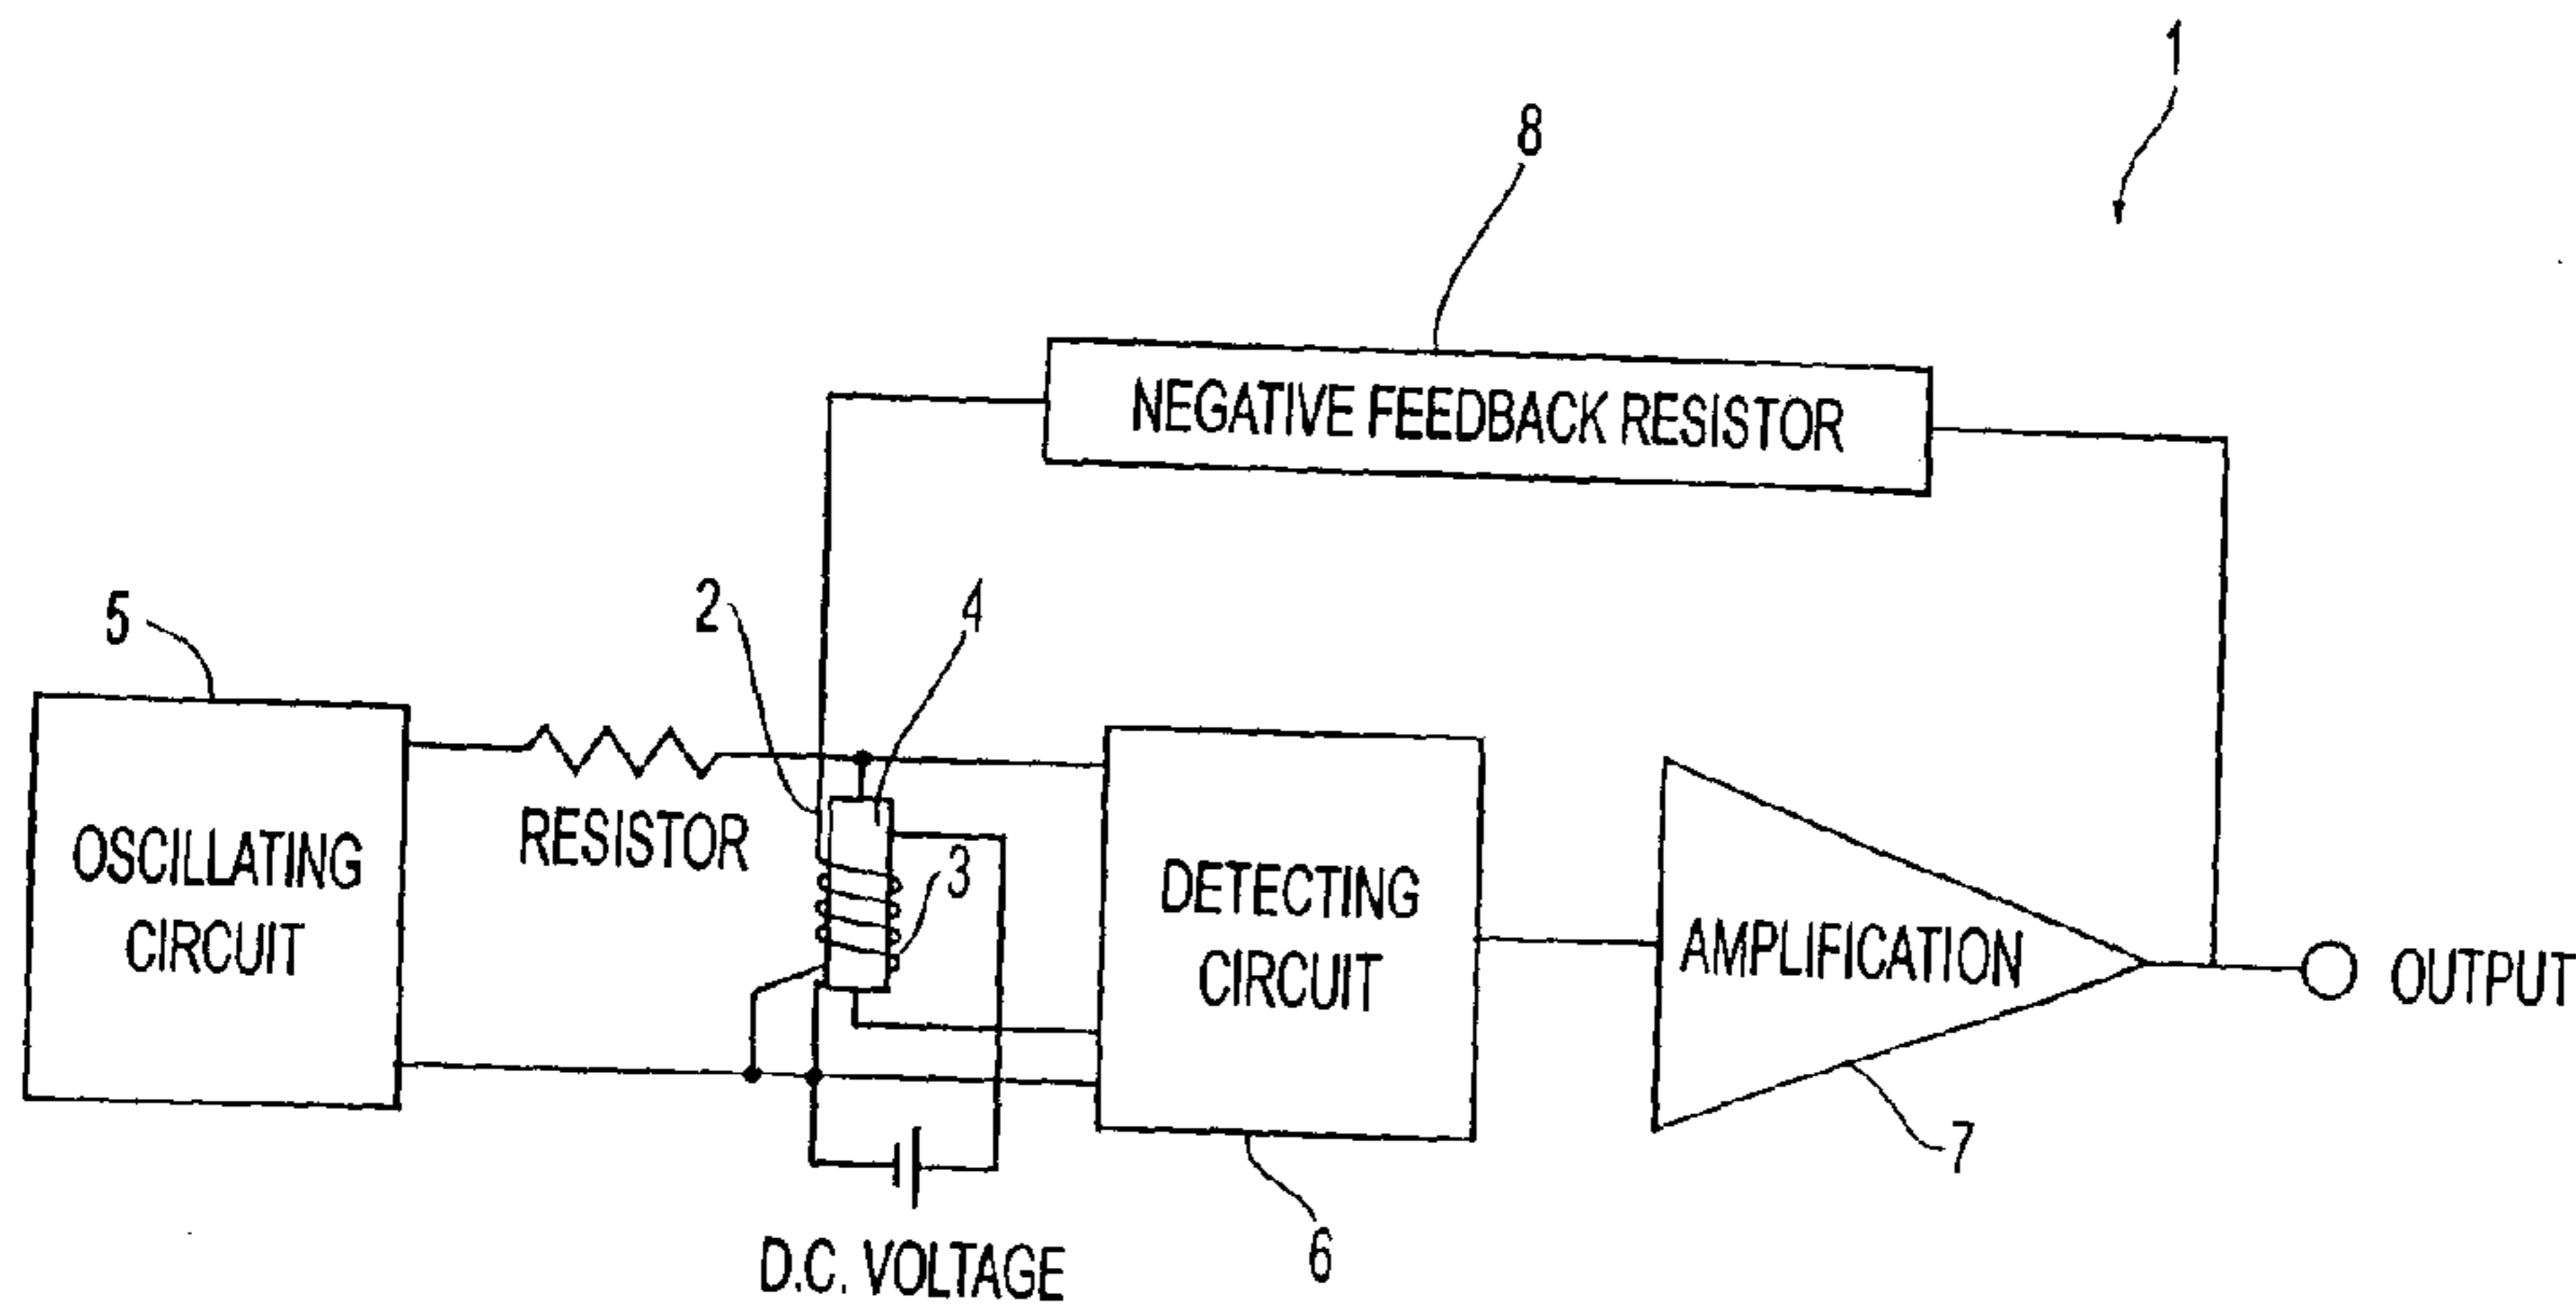 1
8
NEGATIVE FEEDBACK RESISTOR
5
2
4
OSCILLATING
CIRCUIT
RESISTOR
3
DETECTING
CIRCUIT
AMPLIFICATION
OUTPUT
7
6
D.C. VOLTAGE